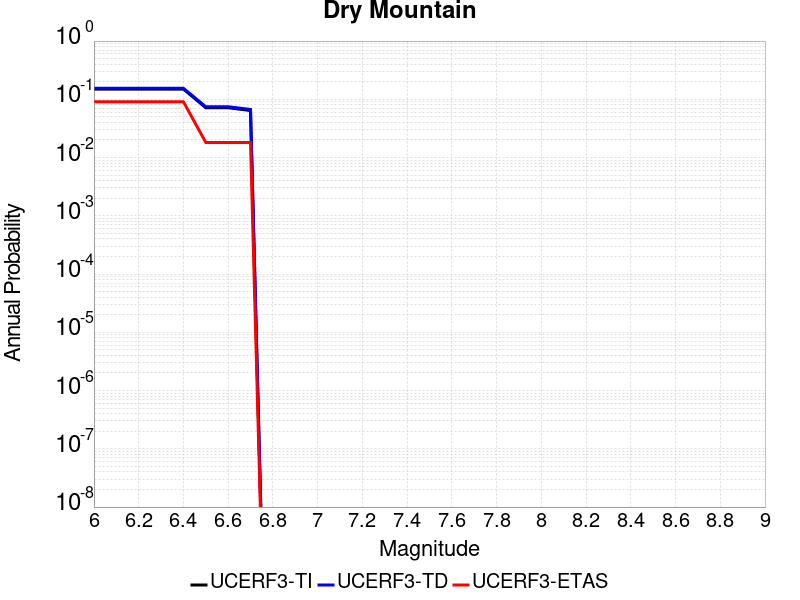 Dry Mountain
10^0
10^-1
10^-2
10^-3
10^-4
10^-5
10^-6
10^-7
10^-8
Annual Probability
6 6.2 6.4 6.6 6.8 7 7.2 7.4 7.6 7.8 8 8.2 8.4 8.6 8.8 9
Magnitude
UCERF3-TI UCERF3-TD UCERF3-ETAS